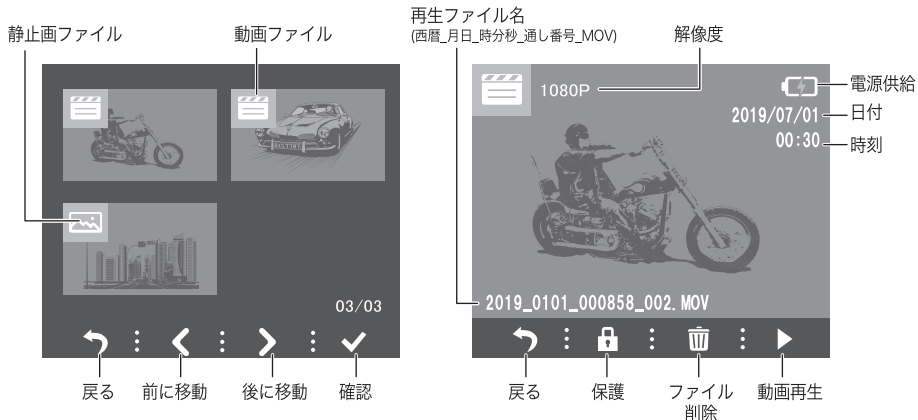 静止画ファイル
動画ファイル
03/03
戻る
前に移動
後に移動
確認
再生ファイル名
(西暦_月日_時分秒_通し番号_MOV)
解像度
1080P
電源供給
2019/07/01
日付
00:30
時刻
2019_0101_000858_002.MOV
戻る
保護
ファイル
削除
動画再生